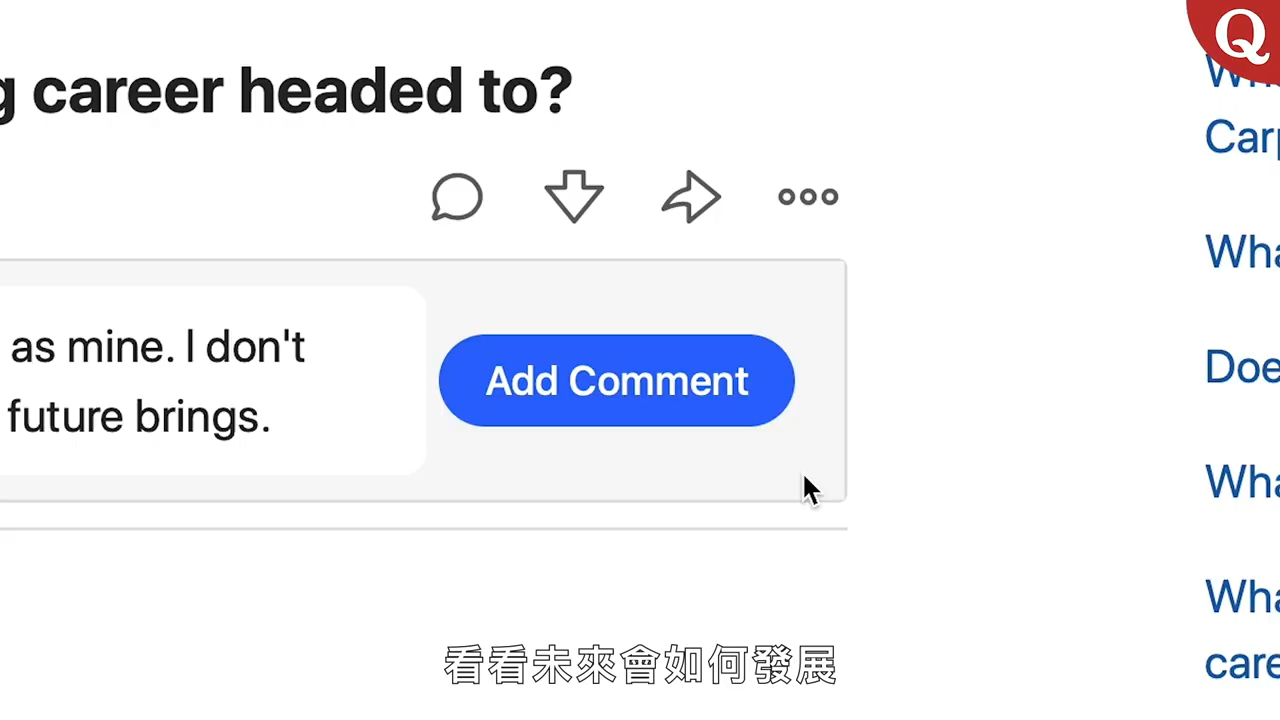 g career headed to?
as mine. I don't
future brings.
Add Comment
Q
Carp
Wha
Doe
Wha
Wha
care
看看未來會如何發展